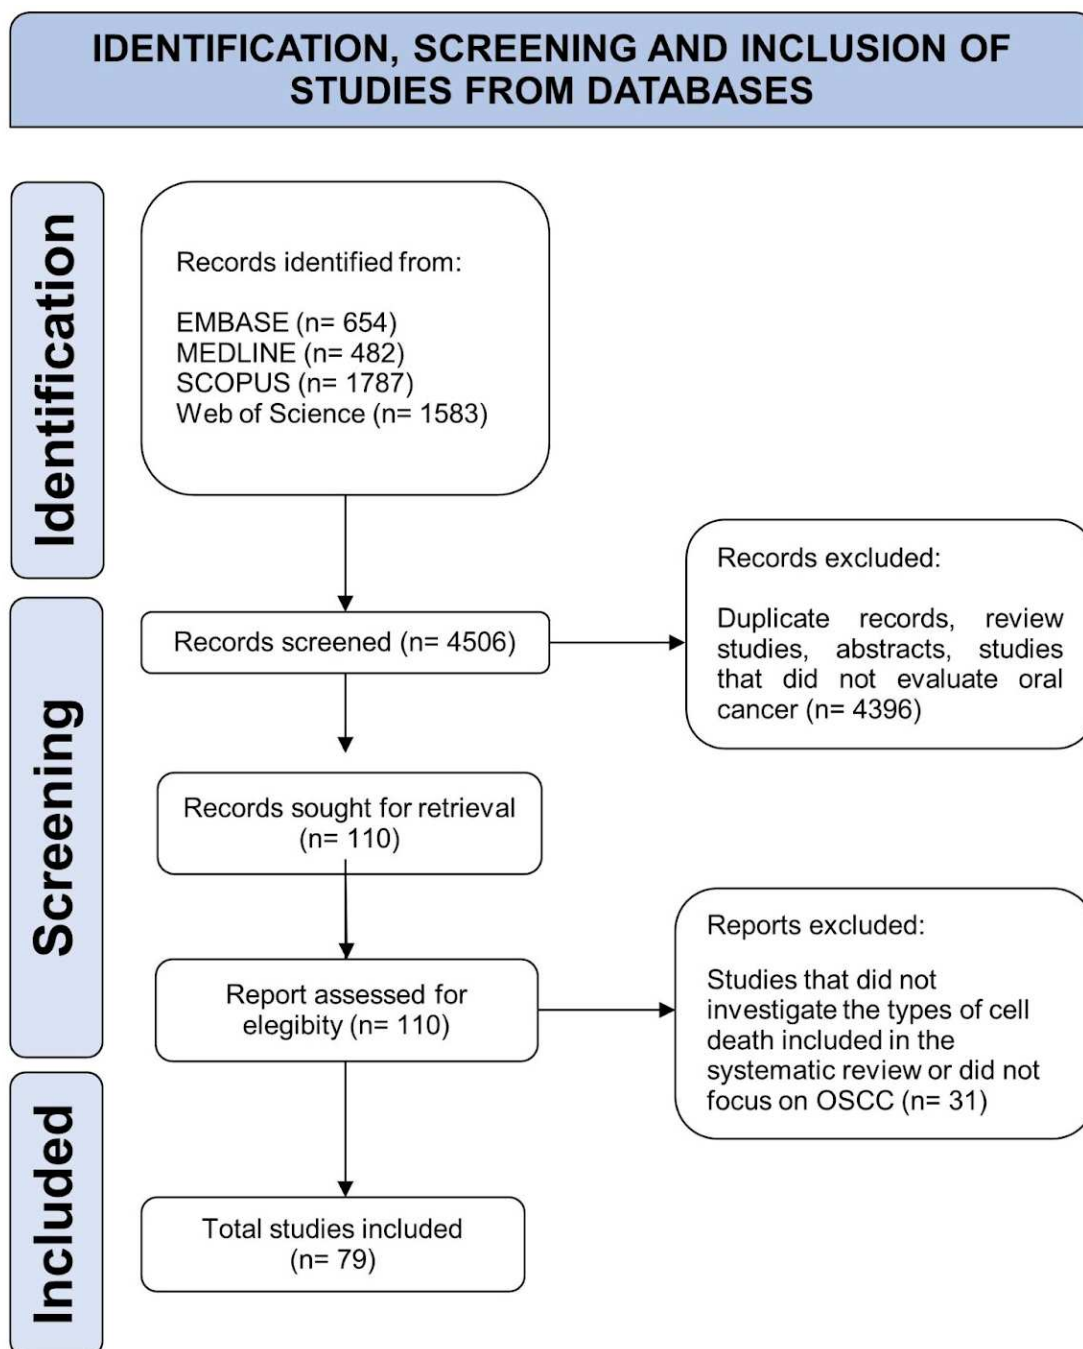 IDENTIFICATION, SCREENING AND INCLUSION OF
STUDIES FROM DATABASES
Identification
Records identified from:
EMBASE (n= 654)
MEDLINE (n= 482)
SCOPUS (n= 1787)
Web of Science (n= 1583)
Screening
Records screened (n= 4506)
Records excluded:
Duplicate records, review
studies, abstracts, studies
that did not evaluate oral
cancer (n= 4396)
Records sought for retrieval
(n= 110)
Report assessed for
elegibity (n= 110)
Reports excluded:
Studies that did not
investigate the types of cell
death included in the
systematic review or did not
focus on OSCC (n= 31)
Included
Total studies included
(n= 79)